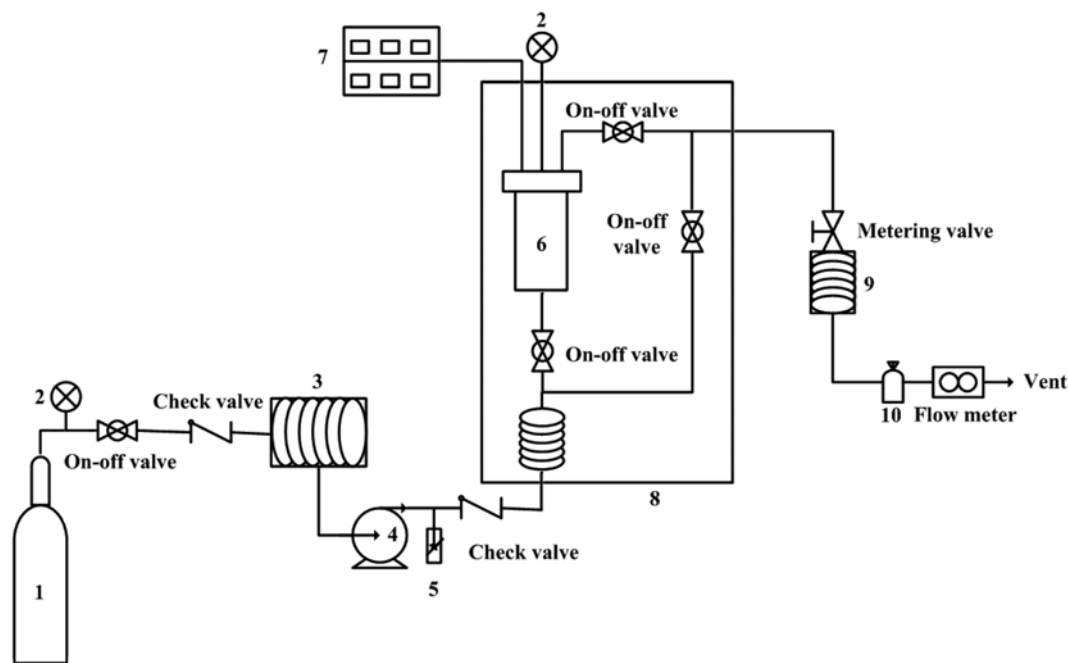 2
7
On-off valve
On-off
valve
6
Metering valve
9
On-off valve
3
2
Check valve
On-off valve
Vent
10
Flow meter
8
4
Check valve
5
1